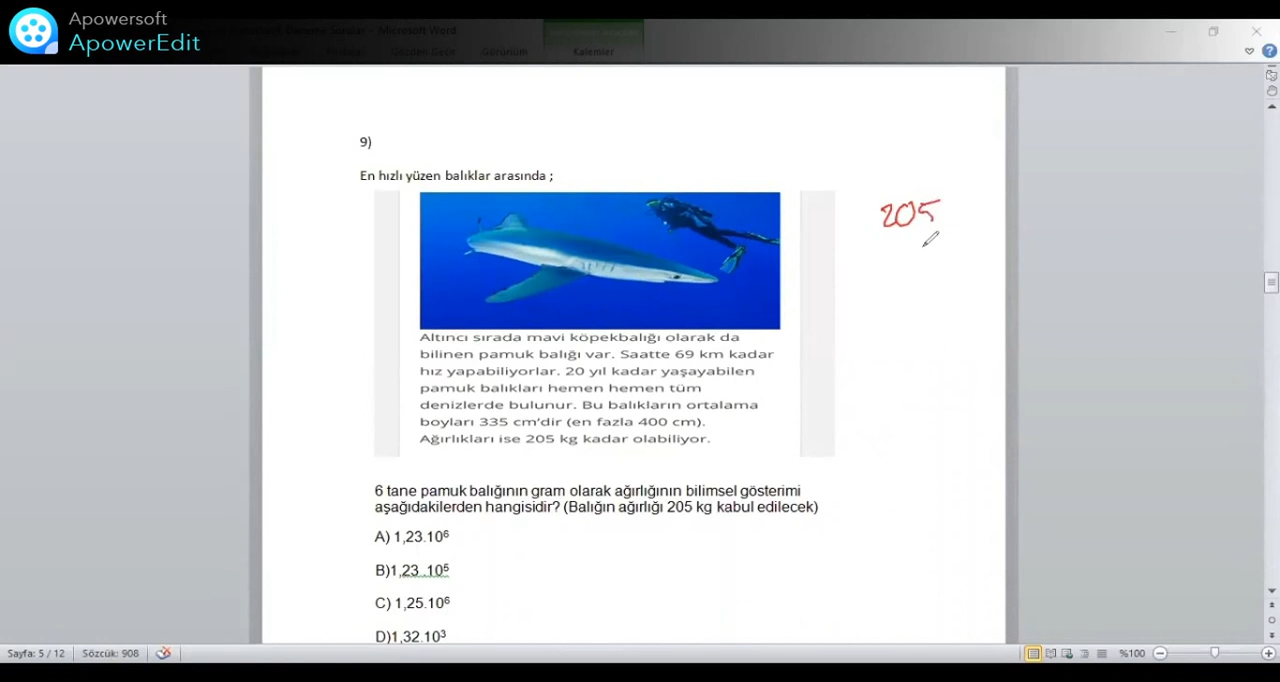 Apowersoft
ApowerEdit
Microsoft Word
Görünüm
Kalemler
9)
En hızlı yüzen balıklar arasında ;
205
Altıncı sırada mavi köpekbalığı olarak da
bilinen pamuk balığı var. Saatte 69 km kadar
hız yapabiliyorlar. 20 yıl kadar yaşayabilen
pamuk balıkları hemen hemen tüm
denizlerde bulunur. Bu balıkların ortalama
boyları 335 cm'dir (en fazla 400 cm).
Ağırlıkları ise 205 kg kadar olabiliyor.
6 tane pamuk balığının gram olarak ağırlığının bilimsel gösterimi
aşağıdakilerden hangisidir? (Balığın ağırlığı 205 kg kabul edilecek)
A) 1,23.10⁶
B)1,23 .10⁵
C) 1,25.10⁶
D)1,32.10³
Sayfa: 5 / 12 Sözcük: 908 %100